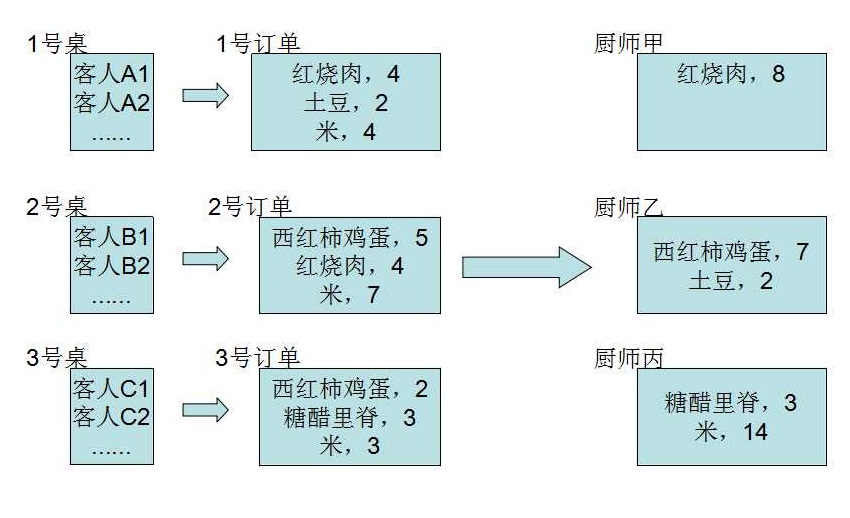 1号桌
1号订单
厨师甲
客人A1
客人A2
……
红烧肉，4
土豆，2
米，4
红烧肉，8
2号桌
2号订单
厨师乙
客人B1
客人B2
……
西红柿鸡蛋，5
红烧肉，4
米，7
西红柿鸡蛋，7
土豆，2
3号桌
3号订单
厨师丙
客人C1
客人C2
……
西红柿鸡蛋，2
糖醋里脊，3
米，3
糖醋里脊，3
米，14